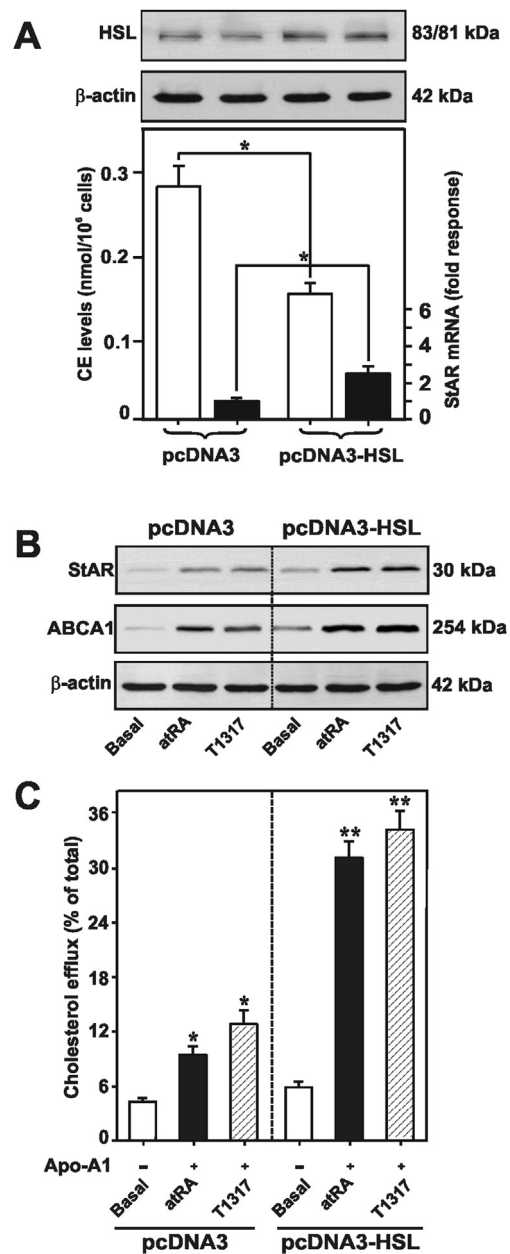 A
HSL
83/81 kDa
β-actin
42 kDa
CE levels (nmol/10⁶ cells)
0.3
0.2
0.1
0
*
*
6
4
2
0
StAR mRNA (fold response)
pcDNA3
pcDNA3-HSL
B
pcDNA3
pcDNA3-HSL
StAR
30 kDa
ABCA1
254 kDa
β-actin
42 kDa
Basal
atRA
T1317
Basal
atRA
T1317
C
Cholesterol efflux (% of total)
36
30
24
12
6
0
*
*
**
**
Apo-A1
- + + - + +
Basal
atRA
T1317
Basal
atRA
T1317
pcDNA3
pcDNA3-HSL